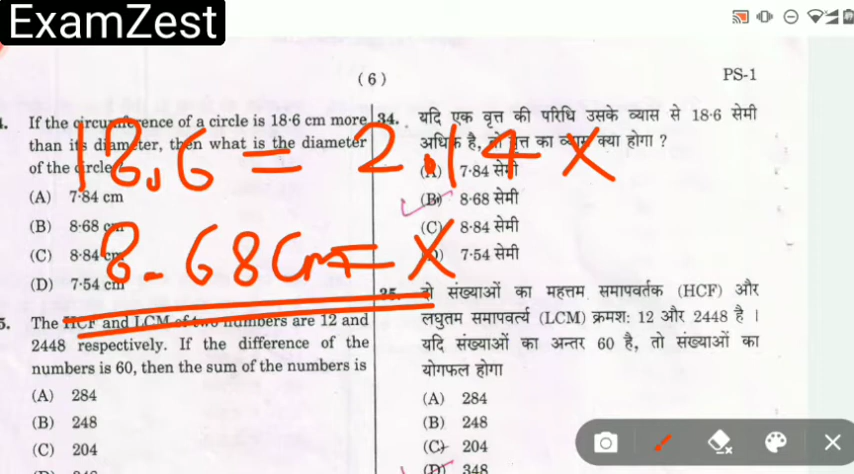 ExamZest
(6)
PS-1
If the circumference of a circle is 18·6 cm more
than its diameter, then what is the diameter
of the circle?
(A) 7·84 cm
(B) 8·68 cm
(C) 8·84 cm
(D) 7·54 cm
5. The HCF and LCM of two numbers are 12 and
2448 respectively. If the difference of the
numbers is 60, then the sum of the numbers is
(A) 284
(B) 248
(C) 204
34. यदि एक वृत्त की परिधि उसके व्यास से 18·6 सेमी
अधिक है, तो वृत्त का व्यास क्या होगा ?
(A) 7·84 सेमी
(B) 8·68 सेमी
(C) 8·84 सेमी
(D) 7·54 सेमी
35. दो संख्याओं का महत्तम समापवर्तक (HCF) और
लघुतम समापवर्त्य (LCM) क्रमश: 12 और 2448 है ।
यदि संख्याओं का अन्तर 60 है, तो संख्याओं का
योगफल होगा
(A) 284
(B) 248
(C) 204
(D) 348
18.6 = 2.14 x
8.68cm = x